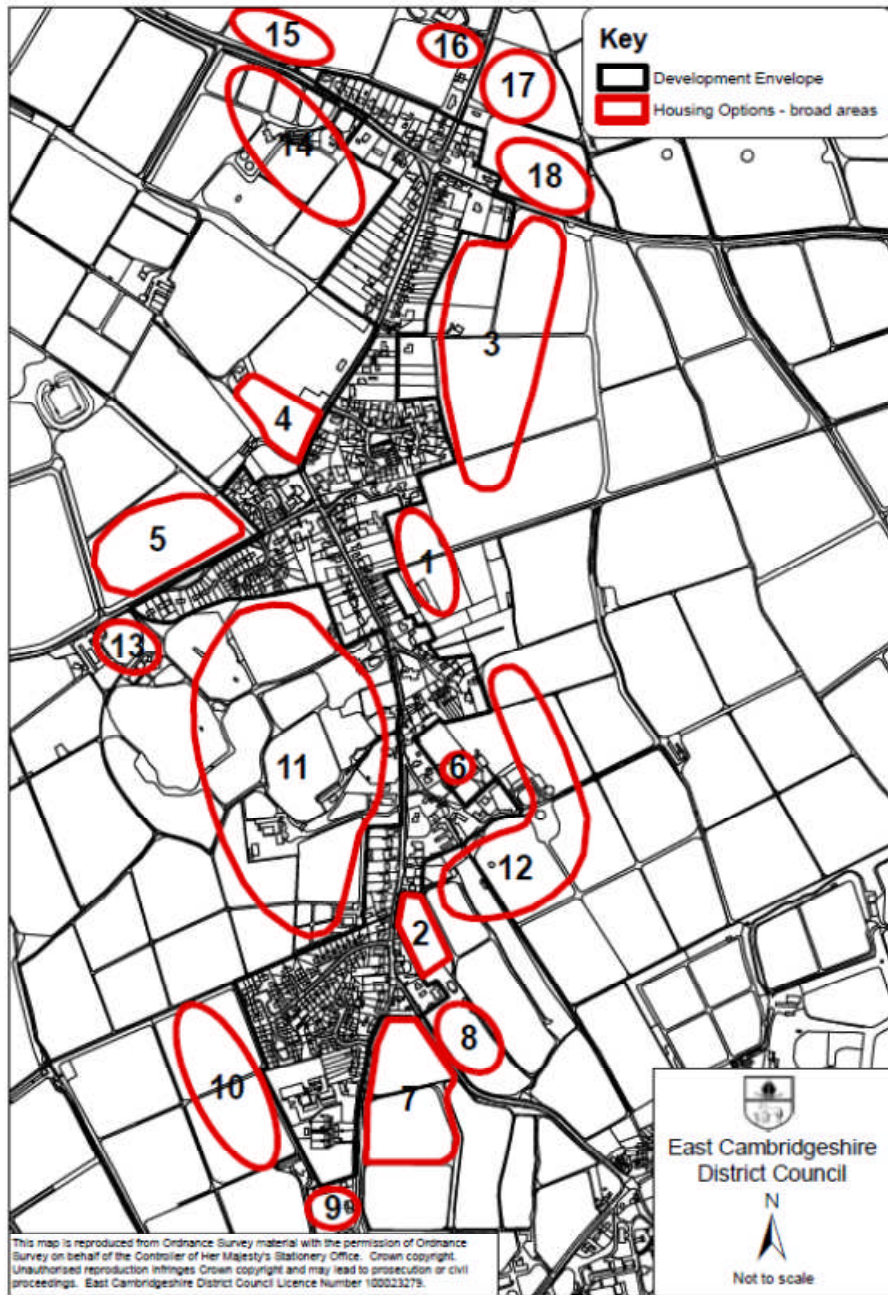 Key
Development Envelope
Housing Options - broad areas
15
16
17
14
18
3
4
5
1
13
11
6
12
2
8
10
7
9
East Cambridgeshire
District Council
N
Not to scale
This map is reproduced from Ordnance Survey material with the permission of Ordnance
Survey on behalf of the Controller of Her Majesty's Stationery Office. Crown copyright.
Unauthorised reproduction infringes Crown copyright and may lead to prosecution or civil
proceedings. East Cambridgeshire District Council Licence Number 100023279.